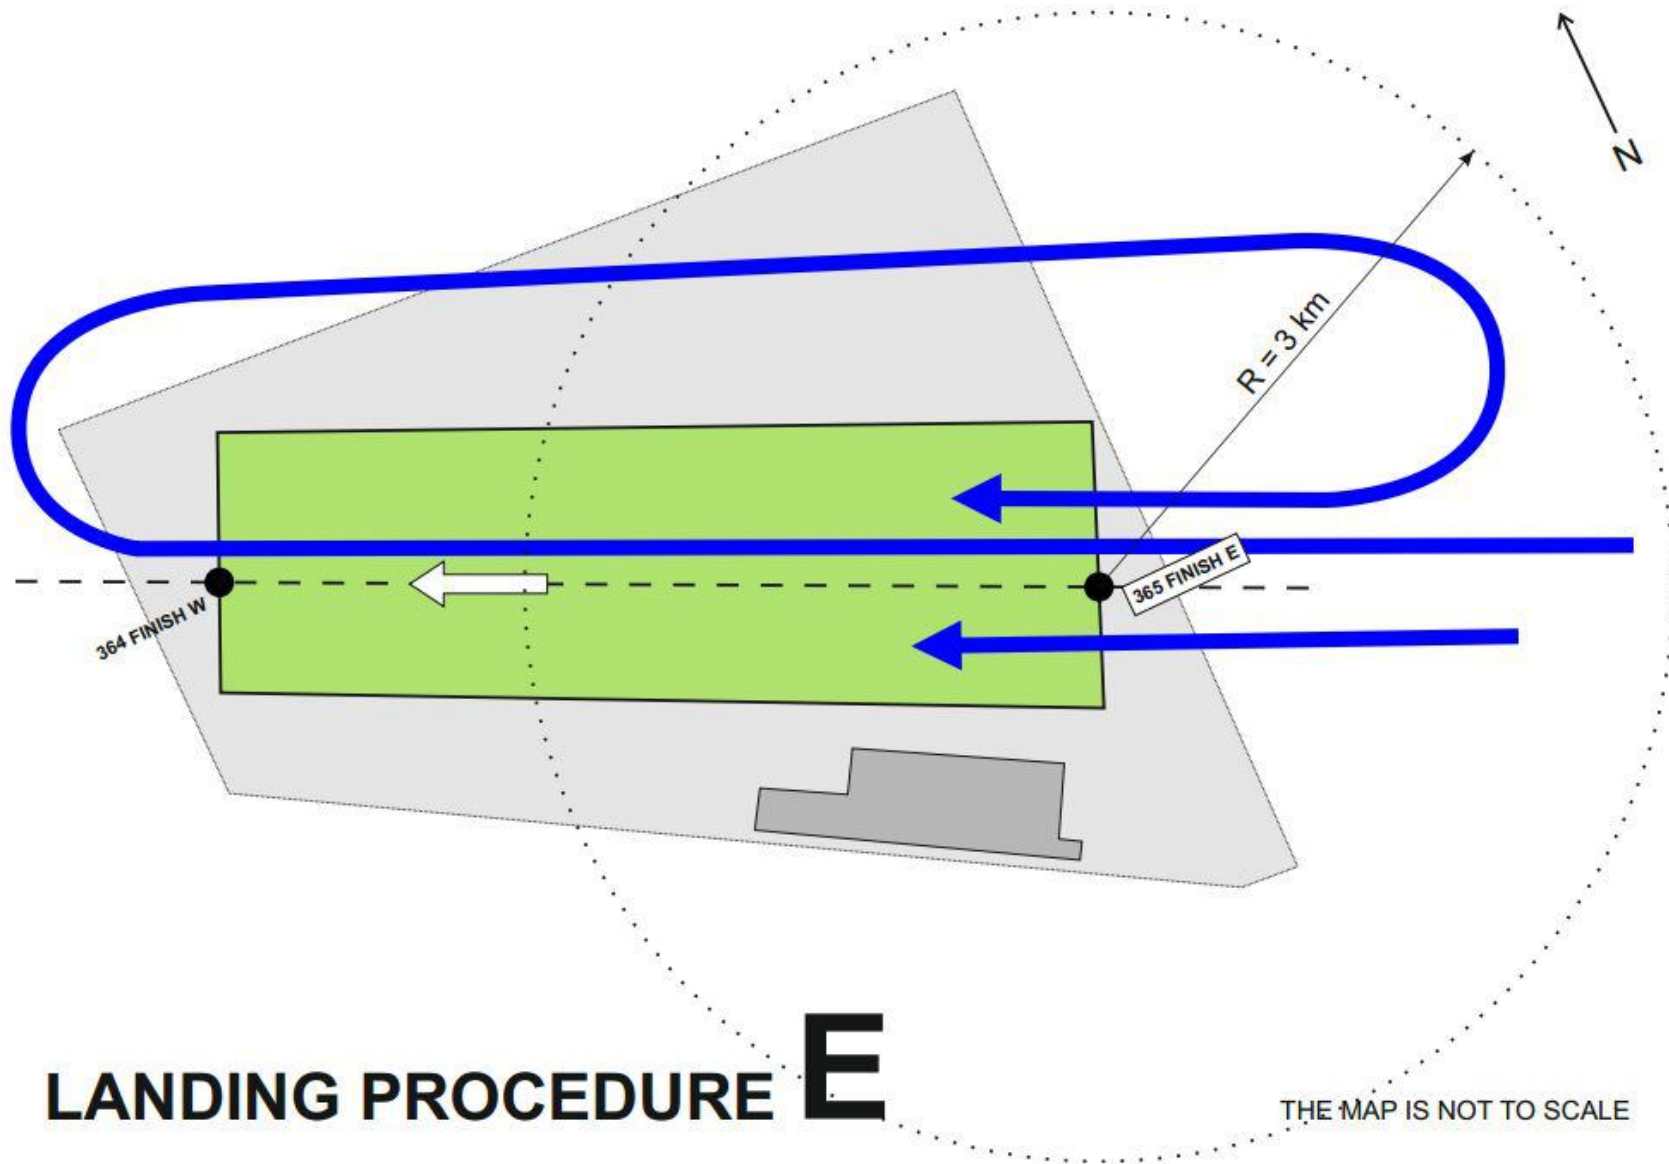 N
R = 3 km
365 FINISH E
364 FINISH W
LANDING PROCEDURE E
THE MAP IS NOT TO SCALE